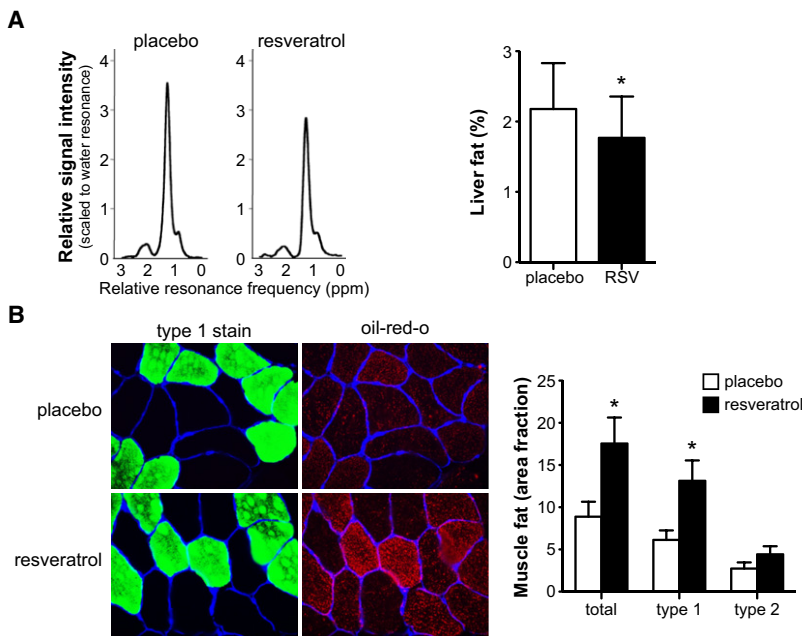 A
placebo
resveratrol
Relative signal intensity
(scaled to water resonance)
4
3
2
1
0
3 2 1 0
4
3
2
1
0
3 2 1 0
Relative resonance frequency (ppm)
Liver fat (%)
3
2
1
0
*
placebo RSV
B
type 1 stain
oil-red-o
placebo
resveratrol
Muscle fat (area fraction)
25
20
15
10
5
0
placebo
resveratrol
*
*
total type 1 type 2